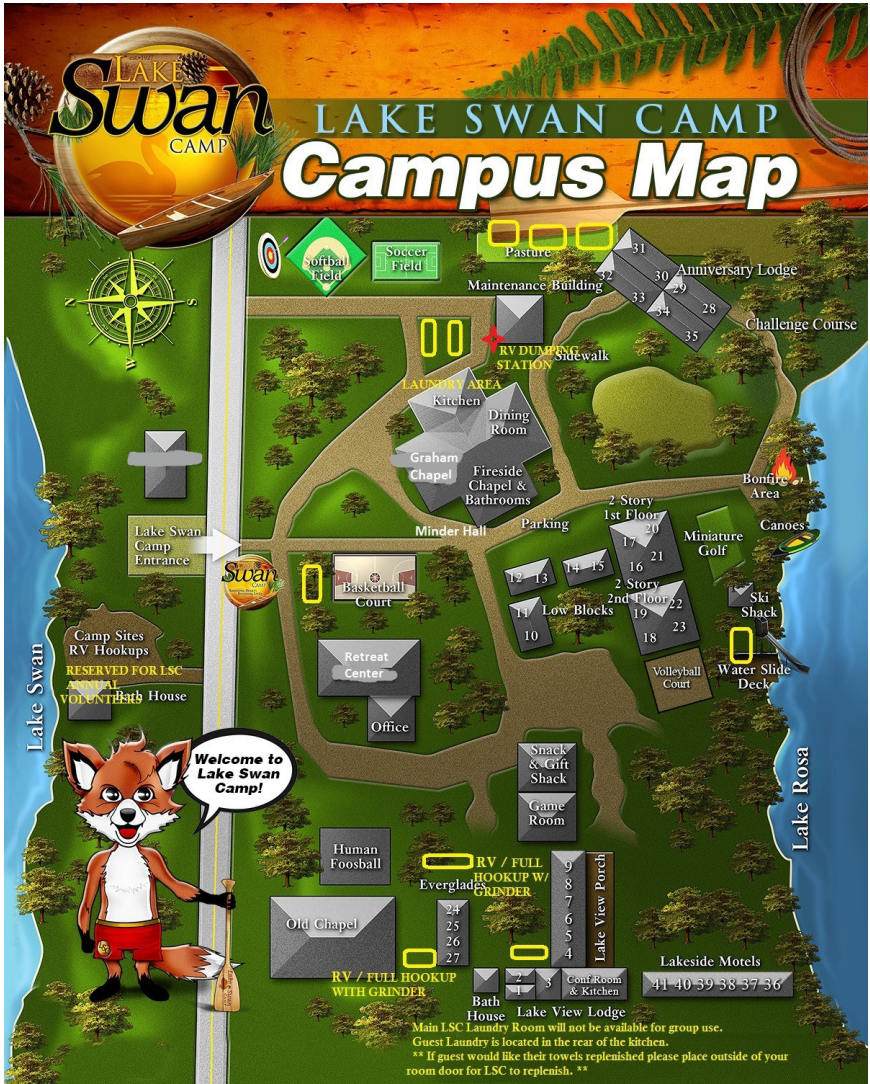 LAKE
Swan
CAMP
LAKE SWAN CAMP
Campus Map
N
S
W
Softball
Field
Soccer
Field
Pasture
Maintenance Building
31
32
30
29
33
34
28
35
Anniversary Lodge
Challenge Course
RV DUMPING
STATION
Sidewalk
LAUNDRY AREA
Kitchen
Dining
Room
Graham
Chapel
Fireside
Chapel &
Bathrooms
Minder Hall
Parking
Bonfire
Area
Canoes
Lake Swan
Camp
Entrance
Swan
CAMP
Basketball
Court
2 Story
1st Floor
20
17
21
16
Miniature
Golf
12 13
14 15
11
10
Low Blocks
2 Story
2nd Floor
22
19
23
18
Ski
Shack
Water Slide
Deck
Volleyball
Court
Camp Sites
RV Hookups
RESERVED FOR LSC
ANNUAL
VOLUNTEERS
Bath House
Lake Swan
Retreat
Center
Office
Welcome to
Lake Swan
Camp!
Snack
& Gift
Shack
Game
Room
Lake Rosa
Human
Foosball
Everglades
RV / FULL
HOOKUP W/
GRINDER
24
25
26
27
9
8
7
6
5
4
Lake View Porch
Old Chapel
RV / FULL HOOKUP
WITH GRINDER
Bath
House
2
1
3
Conf Room
& Kitchen
Lake View Lodge
Lakeside Motels
41 40 39 38 37 36
Main LSC Laundry Room will not be available for group use.
Guest Laundry is located in the rear of the kitchen.
** If guest would like their towels replenished please place outside of your
room door for LSC to replenish. **